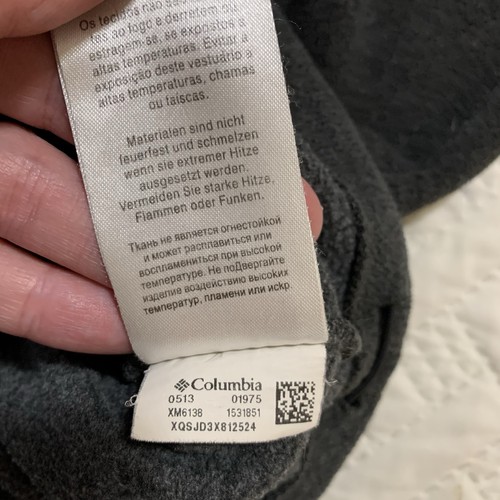 Os tecidos não são
tes ao fogo e derretem ou
estragem-se, se expostos a
altas temperaturas. Evitar a
exposição deste vestuário a
altas temperaturas, chamas
ou faíscas.
Materialen sind nicht
feuerfest und schmelzen
wenn sie extremer Hitze
ausgesetzt werden.
Vermeiden Sie starke Hitze,
Flammen oder Funken.
Ткань не является огнестойкой
и может расплавиться или
воспламениться при высокой
температуре. Не подвергайте
изделие воздействию высоких
температур, пламени или искр
Columbia
0513 01975
XM6138 1531851
XQSJD3X812524